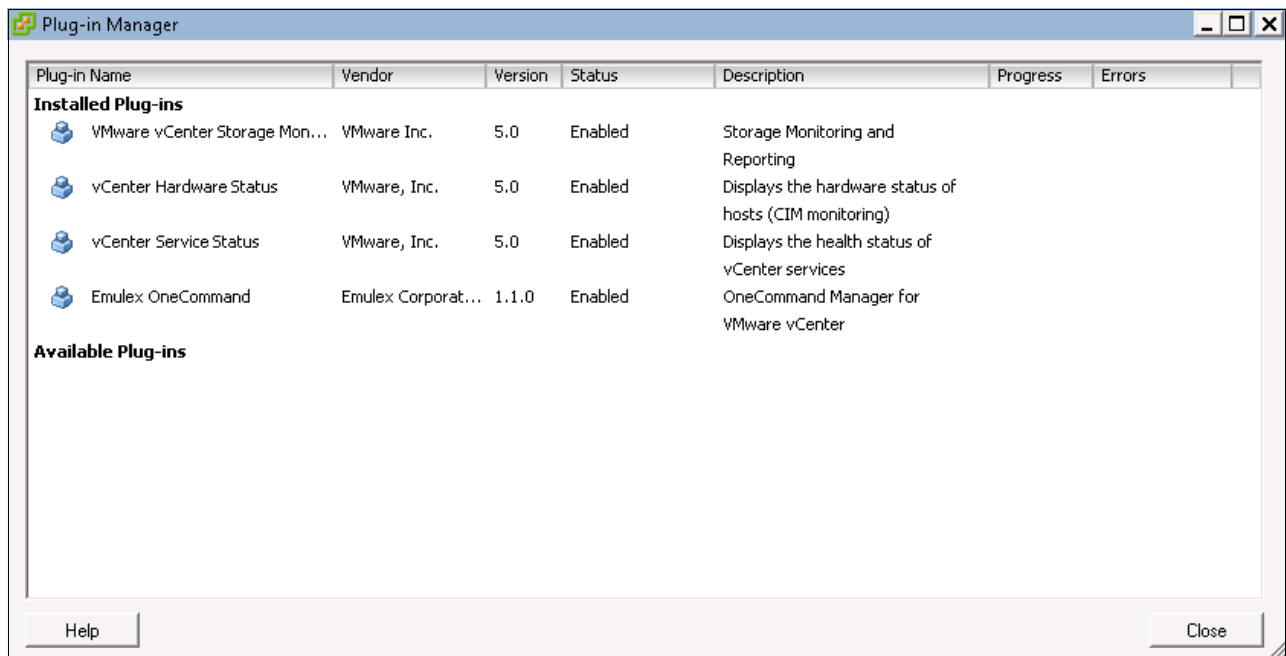 Plug-in Manager
Plug-in Name Vendor Version Status Description Progress Errors
Installed Plug-ins
VMware vCenter Storage Mon... VMware Inc. 5.0 Enabled Storage Monitoring and
Reporting
vCenter Hardware Status VMware, Inc. 5.0 Enabled Displays the hardware status of
hosts (CIM monitoring)
vCenter Service Status VMware, Inc. 5.0 Enabled Displays the health status of
vCenter services
Emulex OneCommand Emulex Corporat... 1.1.0 Enabled OneCommand Manager for
VMware vCenter
Available Plug-ins
Help Close